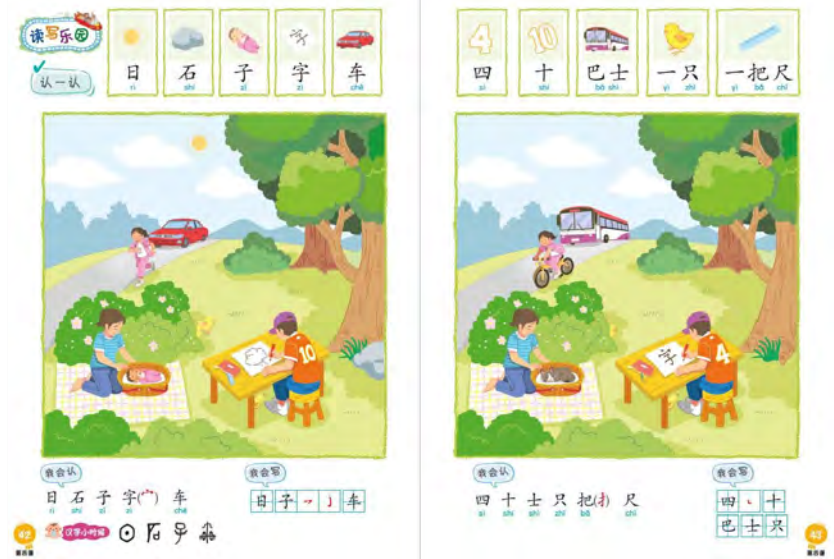 读写乐园
认一认
日 石 子 字 车
rì shí zǐ zì chē
四 十 巴士 一只 一把尺
sì shí bā shì yì zhī yì bǎ chǐ
10
4
字
我会认
日 石 子 字(宀) 车
rì shí zǐ zì chē
我会写
日 子 车
汉字小时候
42
我会认
四 十 士 只 把(扌) 尺
sì shí shì zhī bǎ chǐ
我会写
四 十
巴 士 只
43